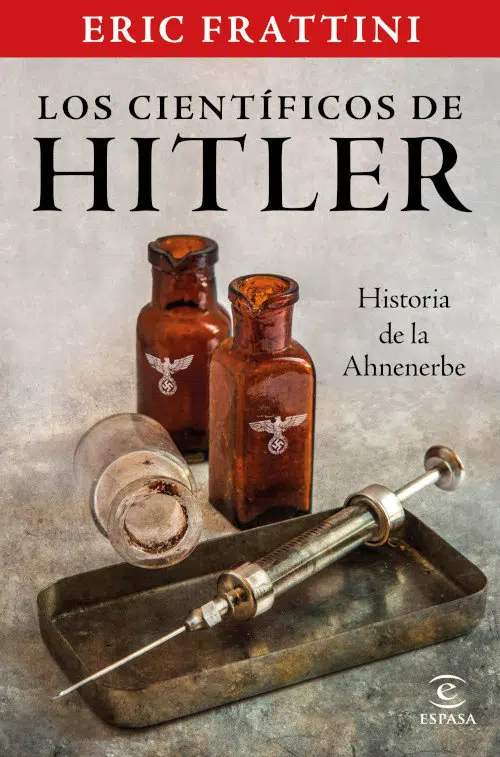 ERIC FRATTINI
LOS CIENTÍFICOS DE
HITLER
Historia
de la
Ahnenerbe
ESPASA